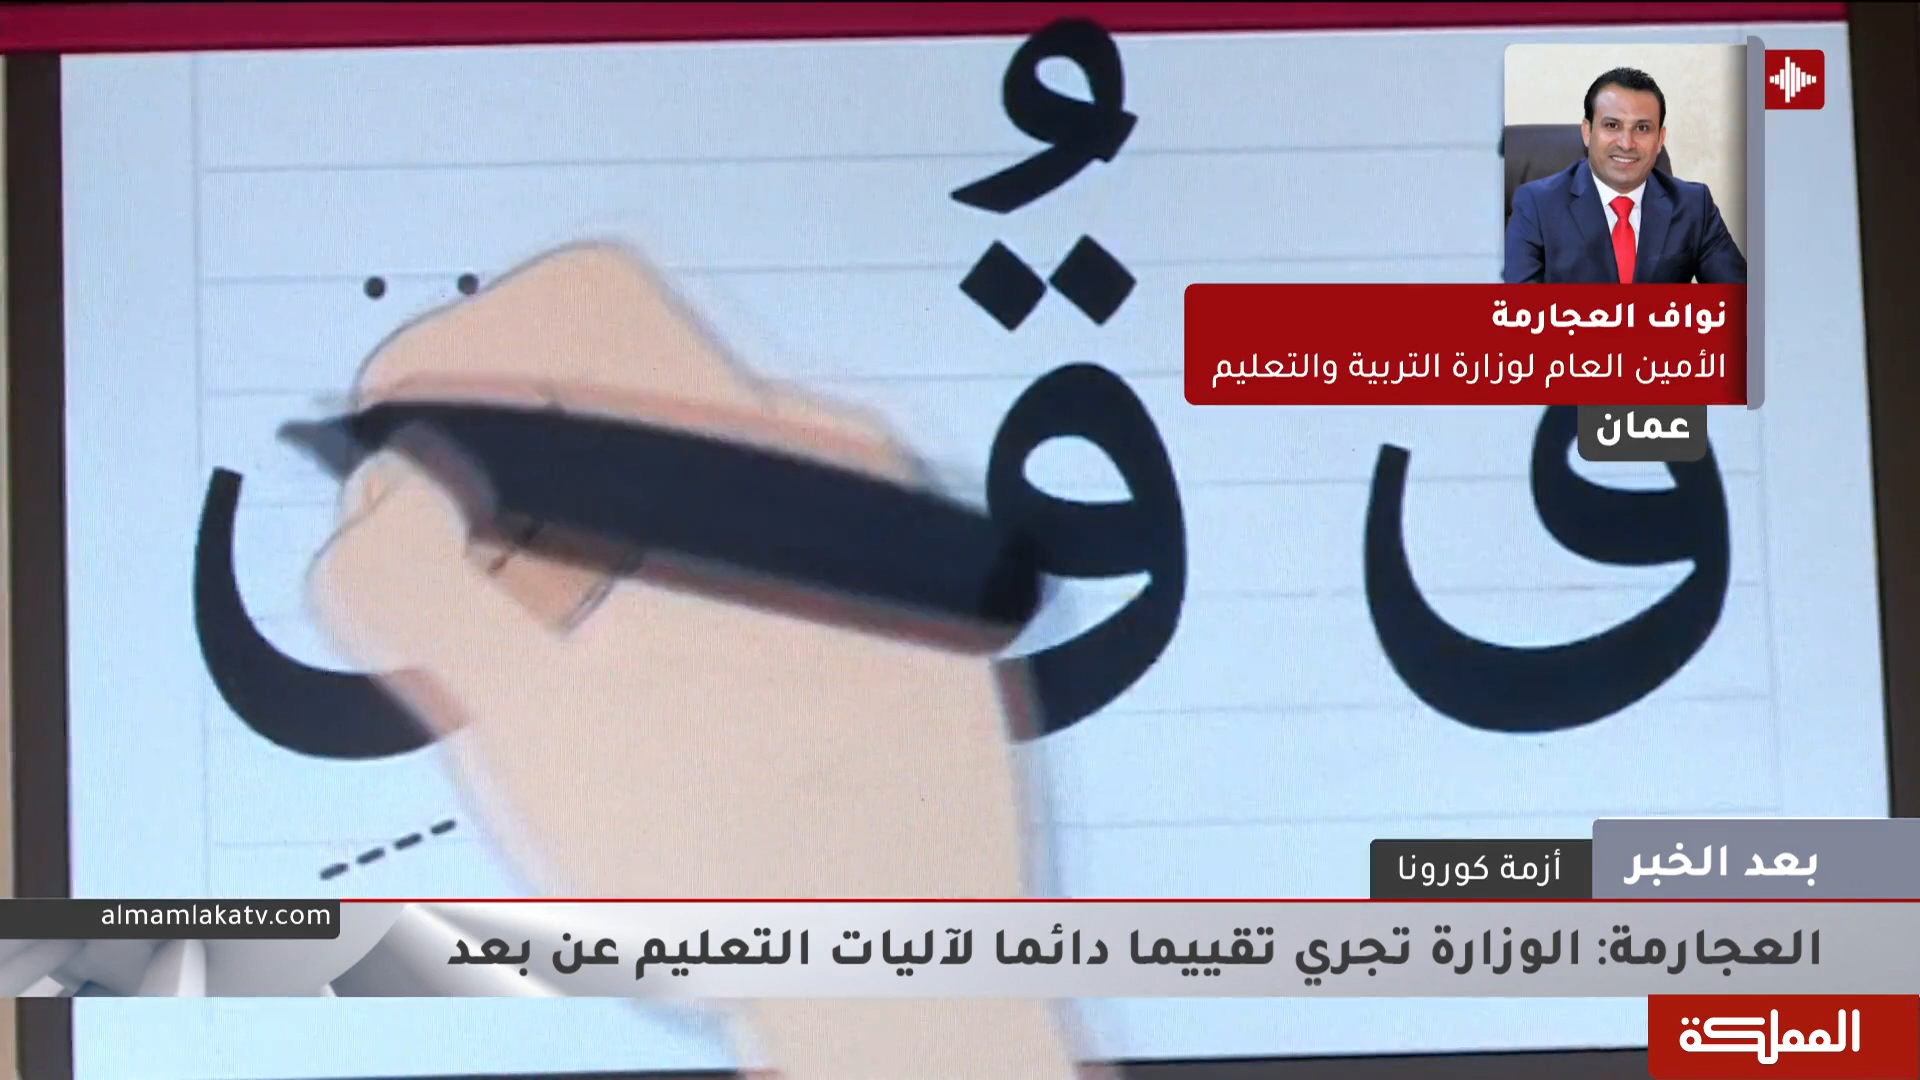 نواف العجارمة
الأمين العام لوزارة التربية والتعليم
عمان
قُ
بعد الخبر
أزمة كورونا
almamlakatv.com
العجارمة: الوزارة تجري تقييما دائما لآليات التعليم عن بعد
المملكة